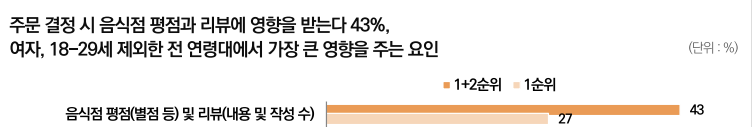 주문 결정 시 음식점 평점과 리뷰에 영향을 받는다 43%,
여자, 18-29세 제외한 전 연령대에서 가장 큰 영향을 주는 요인
(단위 : %)
1+2순위 1순위
음식점 평점(별점 등) 및 리뷰(내용 및 작성 수) 43
27